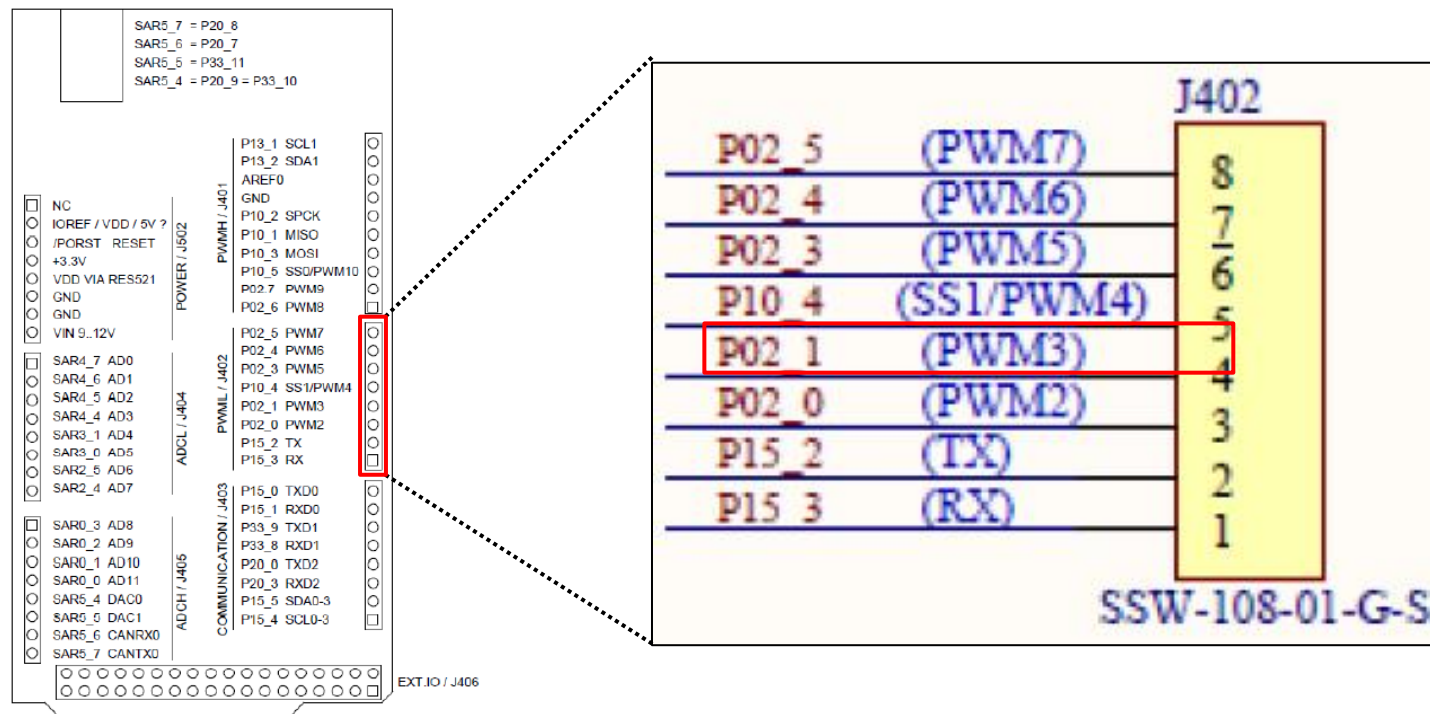 SAR5_7 = P20_8
SAR5_6 = P20_7
SAR5_5 = P33_11
SAR5_4 = P20_9 = P33_10
NC
IOREF / VDD / 5V ?
/PORST RESET
+3.3V
VDD VIA RES521
GND
GND
VIN 9..12V
POWER / J502
SAR4_7 AD0
SAR4_6 AD1
SAR4_5 AD2
SAR4_4 AD3
SAR3_1 AD4
SAR3_0 AD5
SAR2_5 AD6
SAR2_4 AD7
ADCL / J404
SAR0_3 AD8
SAR0_2 AD9
SAR0_1 AD10
SAR0_0 AD11
SAR5_4 DAC0
SAR5_5 DAC1
SAR5_6 CANRX0
SAR5_7 CANTX0
ADCH / J405
PWMH / J401
P13_1 SCL1
P13_2 SDA1
AREF0
GND
P10_2 SPCK
P10_1 MISO
P10_3 MOSI
P10_5 SS0/PWM10
P02.7 PWM9
P02_6 PWM8
PWML / J402
P02_5 PWM7
P02_4 PWM6
P02_3 PWM5
P10_4 SS1/PWM4
P02_1 PWM3
P02_0 PWM2
P15_2 TX
P15_3 RX
COMMUNICATION / J403
P15_0 TXD0
P15_1 RXD0
P33_9 TXD1
P33_8 RXD1
P20_0 TXD2
P20_3 RXD2
P15_5 SDA0-3
P15_4 SCL0-3
EXT.IO / J406
J402
P02_5 (PWM7) 8
P02_4 (PWM6) 7
P02_3 (PWM5) 6
P10_4 (SS1/PWM4) 5
P02_1 (PWM3) 4
P02_0 (PWM2) 3
P15_2 (TX) 2
P15_3 (RX) 1
SSW-108-01-G-S